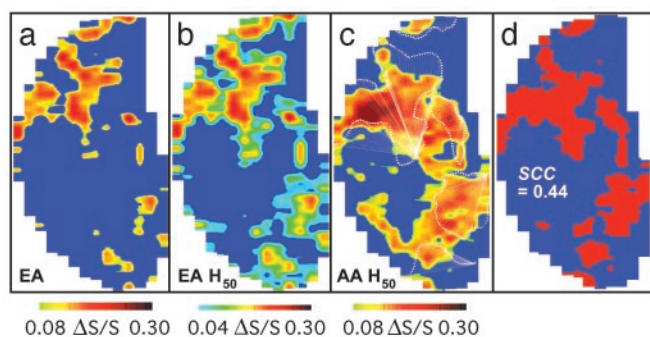 a
b
c
d
SCC
= 0.44
EA
EA H₅₀
AA H₅₀
0.08 ΔS/S 0.30
0.04 ΔS/S 0.30
0.08 ΔS/S 0.30